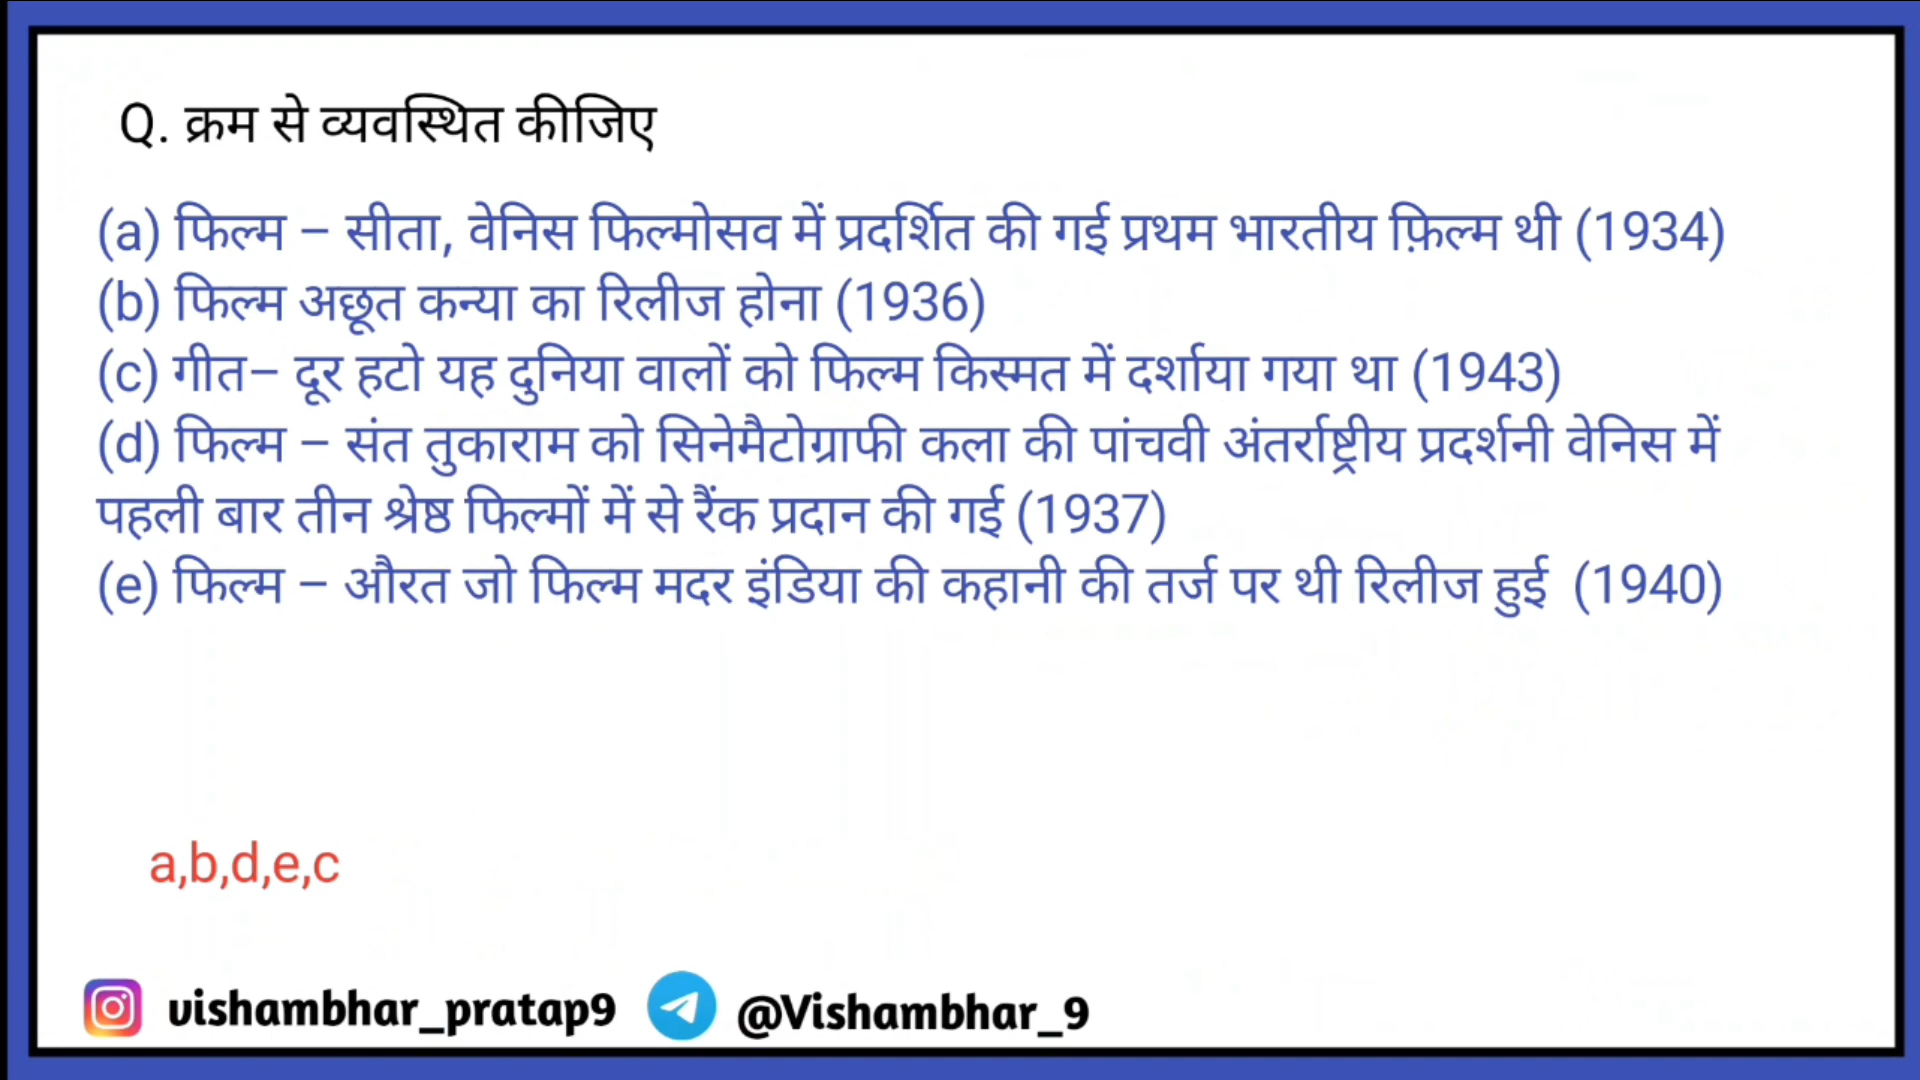 Q. क्रम से व्यवस्थित कीजिए
(a) फिल्म – सीता, वेनिस फिल्मोसव में प्रदर्शित की गई प्रथम भारतीय फ़िल्म थी (1934)
(b) फिल्म अछूत कन्या का रिलीज होना (1936)
(c) गीत– दूर हटो यह दुनिया वालों को फिल्म किस्मत में दर्शाया गया था (1943)
(d) फिल्म – संत तुकाराम को सिनेमैटोग्राफी कला की पांचवी अंतर्राष्ट्रीय प्रदर्शनी वेनिस में
पहली बार तीन श्रेष्ठ फिल्मों में से रैंक प्रदान की गई (1937)
(e) फिल्म – औरत जो फिल्म मदर इंडिया की कहानी की तर्ज पर थी रिलीज हुई (1940)
a,b,d,e,c
vishambhar_pratap9 @Vishambhar_9